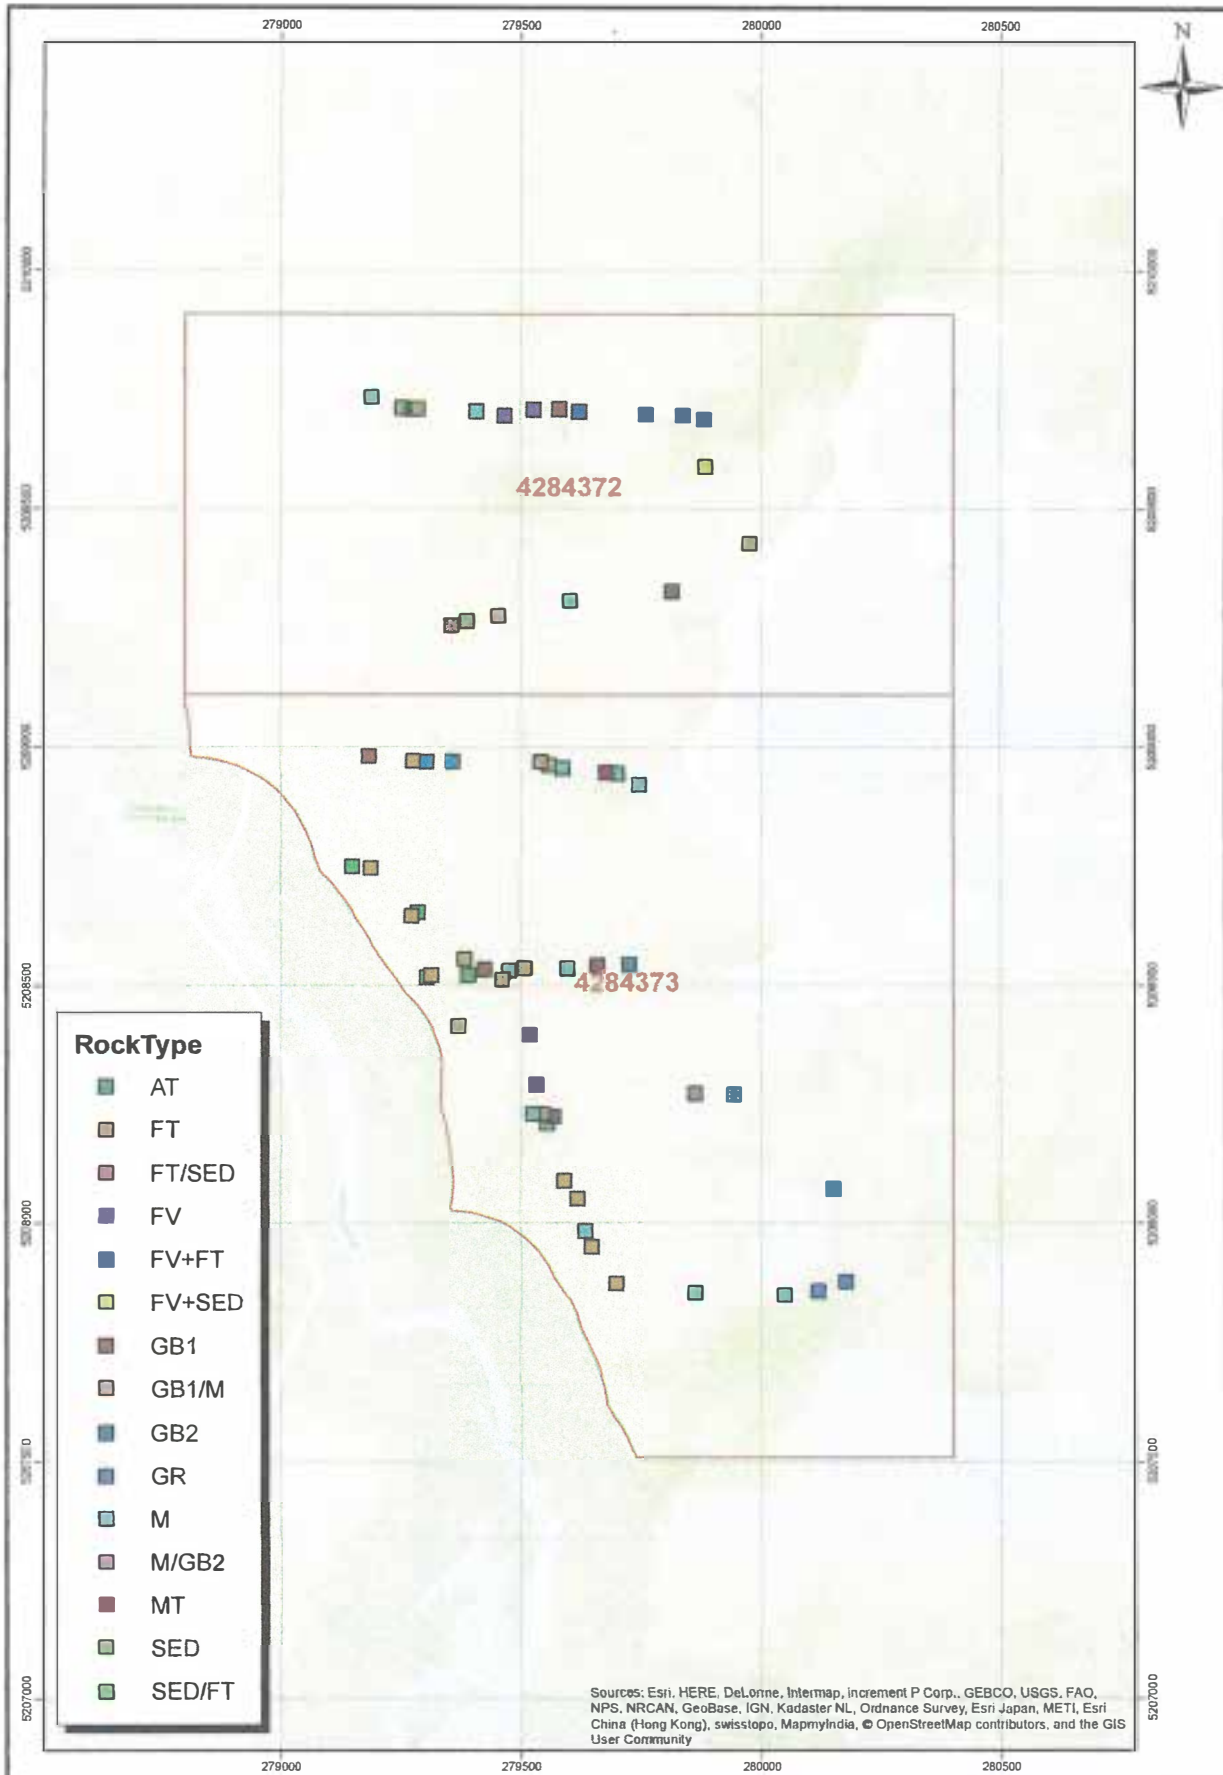 279000 279500 280000 280500
N
4284372
4284373
5208500
5208000
RockType
AT
FT
FT/SED
FV
FV+FT
FV+SED
GB1
GB1/M
GB2
GR
M
M/GB2
MT
SED
SED/FT
5207000
5207000
Sources: Esri, HERE, DeLorme, Intermap, increment P Corp., GEBCO, USGS, FAO,
NPS, NRCAN, GeoBase, IGN, Kadaster NL, Ordnance Survey, Esri Japan, METI, Esri
China (Hong Kong), swisstopo, MapmyIndia, © OpenStreetMap contributors, and the GIS
User Community
279000 279500 280000 280500